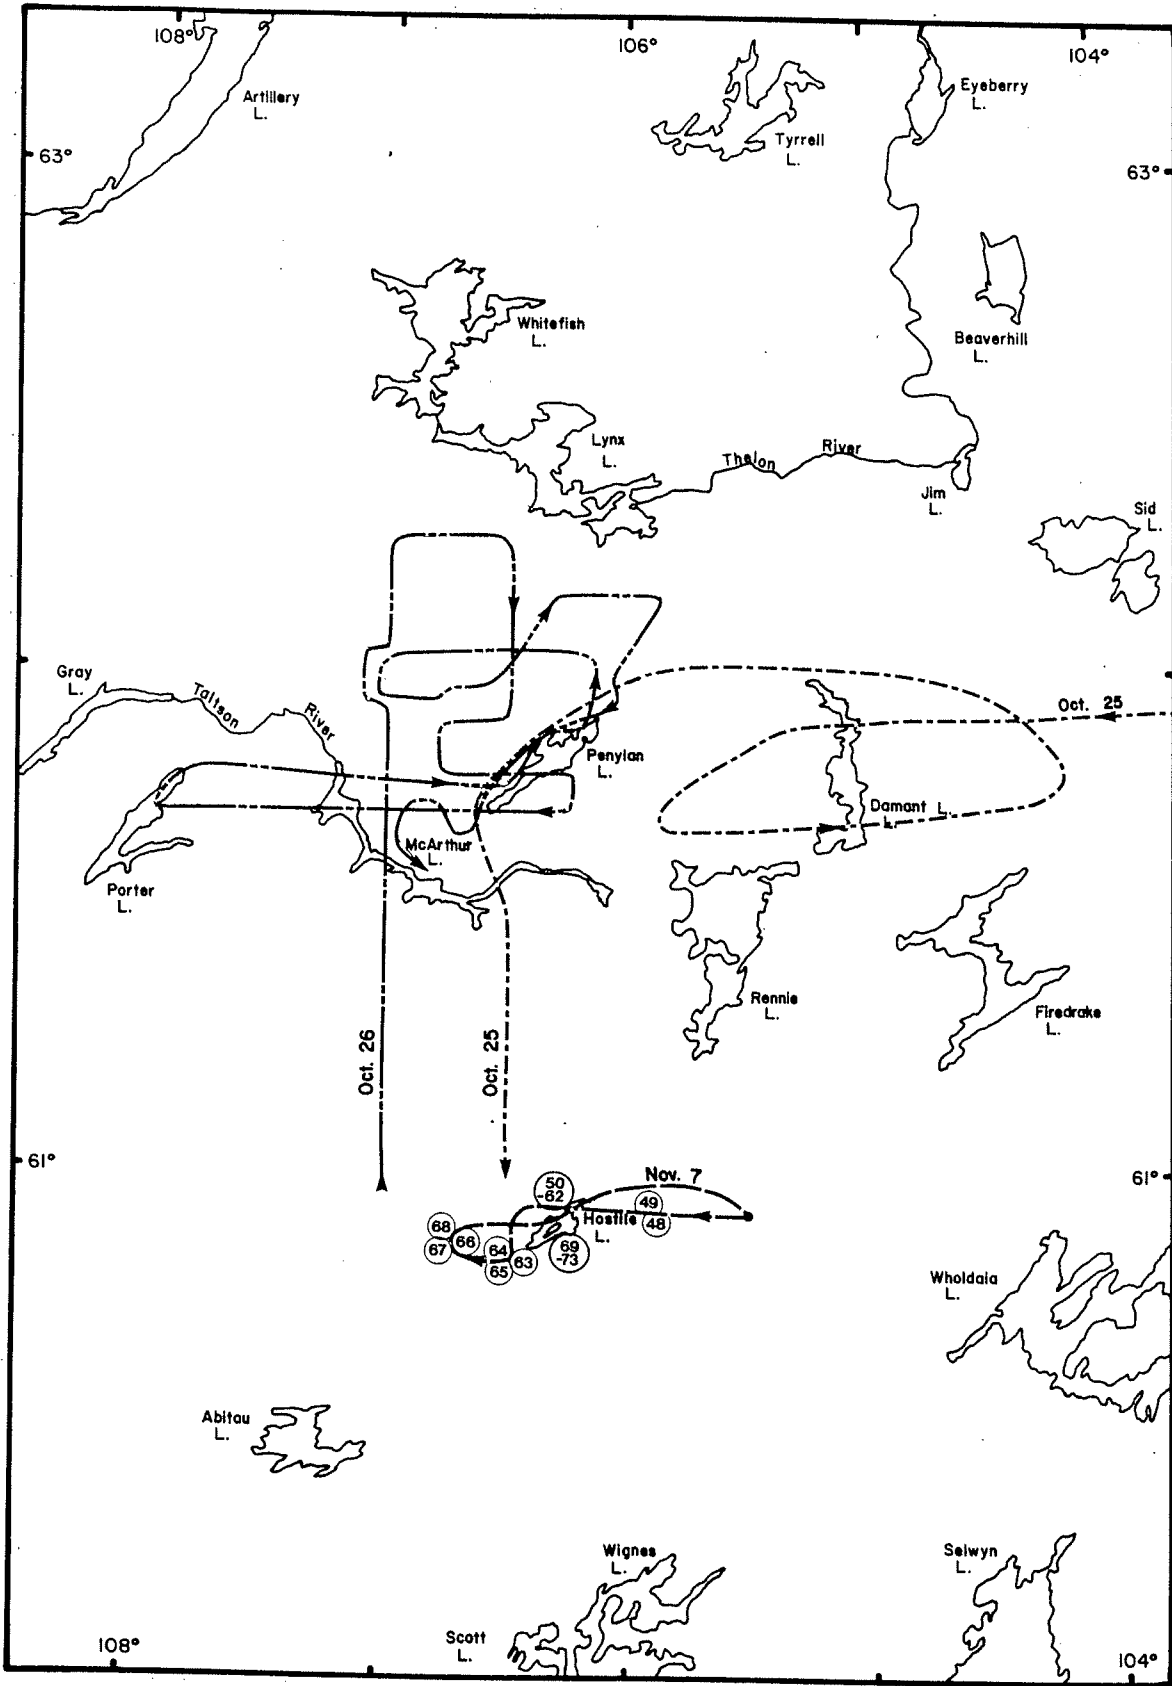 108°
106°
104°
Artillery
L.
Eyeberry
L.
Tyrrell
L.
63°
63°
Whitefish
L.
Beaverhill
L.
Lynx
L.
Thelon River
Jim
L.
Sid
L.
Gray
L.
Taltson River
Oct. 25
Penylan
L.
Damant L.
L.
McArthur
L.
Porter
L.
Rennie
L.
Firedrake
L.
Oct. 26
Oct. 25
61°
61°
Nov. 7
50
-62
49
48
Hostile
L.
68
67
66
64
65
63
69
-73
Wholdaia
L.
Abitau
L.
Wignes
L.
Selwyn
L.
Scott
L.
108°
104°